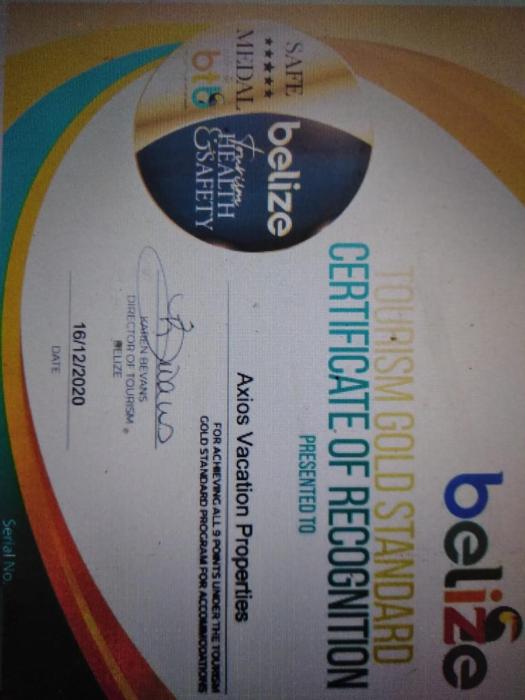 belize
TOURISM GOLD STANDARD
CERTIFICATE OF RECOGNITION
PRESENTED TO
Axios Vacation Properties
FOR ACHIEVING ALL 9 POINTS UNDER THE TOURISM
GOLD STANDARD PROGRAM FOR ACCOMMODATIONS
SAFE
MEDAL
btb
belize
Tourism
HEALTH
& SAFETY
KAREN BEVANS
DIRECTOR OF TOURISM
BELIZE
16/12/2020
DATE
Serial No.